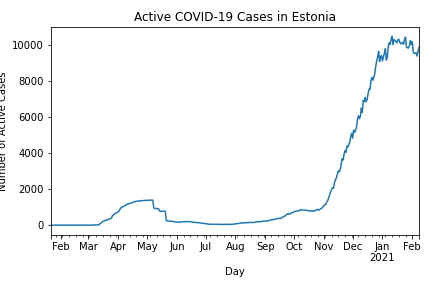 Active COVID-19 Cases in Estonia
Number of Active Cases
10000
8000
6000
4000
2000
0
Feb Mar Apr May Jun Jul Aug Sep Oct Nov Dec Jan Feb
2021
Day